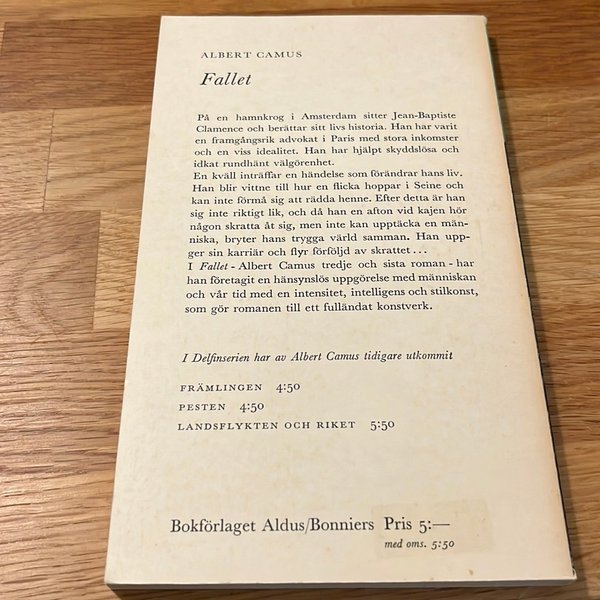 ALBERT CAMUS
Fallet
På en hamnkrog i Amsterdam sitter Jean-Baptiste
Clamence och berättar sitt livs historia. Han har varit
en framgångsrik advokat i Paris med stora inkomster
och en viss idealitet. Han har hjälpt skyddslösa och
idkat rundhänt välgörenhet.
En kväll inträffar en händelse som förändrar hans liv.
Han blir vittne till hur en flicka hoppar i Seine och
kan inte förmå sig att rädda henne. Efter detta är han
sig inte riktigt lik, och då han en afton vid kajen hör
någon skratta åt sig, men inte kan upptäcka en män-
niska, bryter hans trygga värld samman. Han upp-
ger sin karriär och flyr förföljd av skrattet...
I Fallet - Albert Camus tredje och sista roman - har
han företagit en hänsynslös uppgörelse med människan
och vår tid med en intensitet, intelligens och stilkonst,
som gör romanen till ett fulländat konstverk.
I Delfinserien har av Albert Camus tidigare utkommit
FRÄMLINGEN 4:50
PESTEN 4:50
LANDSFLYKTEN OCH RIKET 5:50
Bokförlaget Aldus/Bonniers Pris 5:—
med oms. 5:50